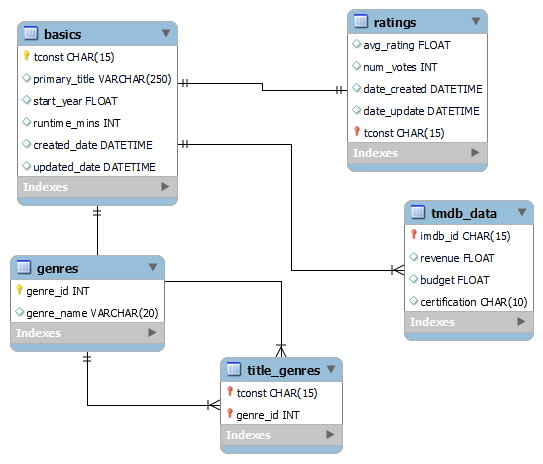 basics
tconst CHAR(15)
primary_title VARCHAR(250)
start_year FLOAT
runtime_mins INT
created_date DATETIME
updated_date DATETIME
Indexes
ratings
avg_rating FLOAT
num_votes INT
date_created DATETIME
date_update DATETIME
tconst CHAR(15)
Indexes
tmdb_data
imdb_id CHAR(15)
revenue FLOAT
budget FLOAT
certification CHAR(10)
Indexes
genres
genre_id INT
genre_name VARCHAR(20)
Indexes
title_genres
tconst CHAR(15)
genre_id INT
Indexes